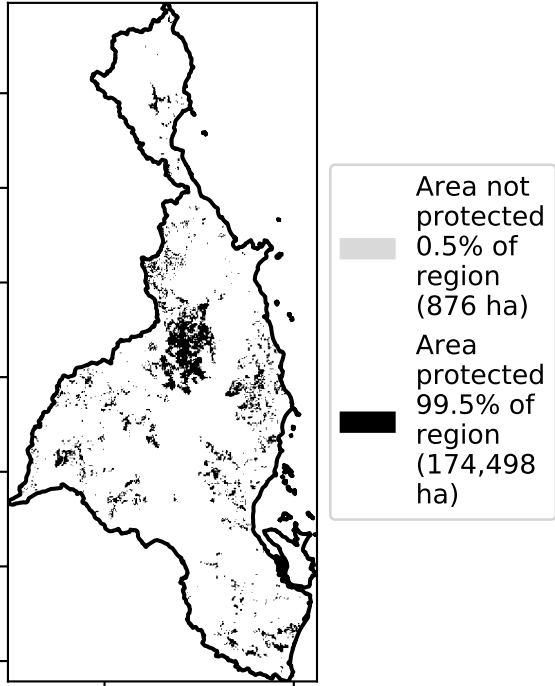 Area not
protected
0.5% of
region
(876 ha)
Area
protected
99.5% of
region
(174,498
ha)